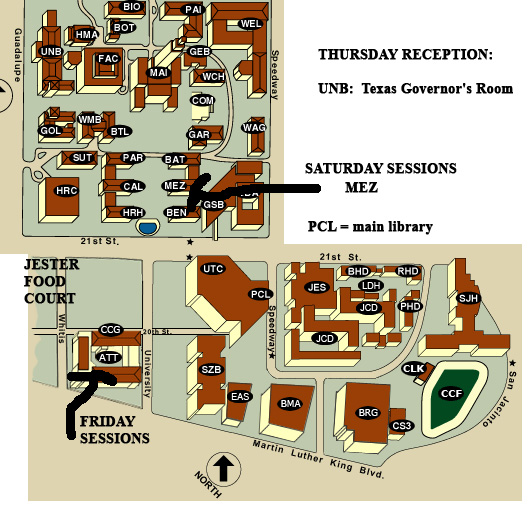 BIO
PAI
WEL
BOT
HMA
UNB
GEB
FAC
MAI
WCH
COM
Guadalupe
Speedway
THURSDAY RECEPTION:
UNB: Texas Governor's Room
WMB
GOL
BTL
GAR
WAG
SUT
PAR
BAT
HRC
CAL
MEZ
GSB
HRH
BEN
21st St.
SATURDAY SESSIONS
MEZ
PCL = main library
JESTER
FOOD
COURT
UTC
PCL
21st St.
BHD
RHD
JES
LDH
JCD
PHD
SJH
JCD
Whitis
CCG
20th St.
ATT
University
Speedway
SZB
EAS
BMA
BRG
CS3
CLK
CCF
San Jacinto
FRIDAY
SESSIONS
Martin Luther King Blvd.
NORTH